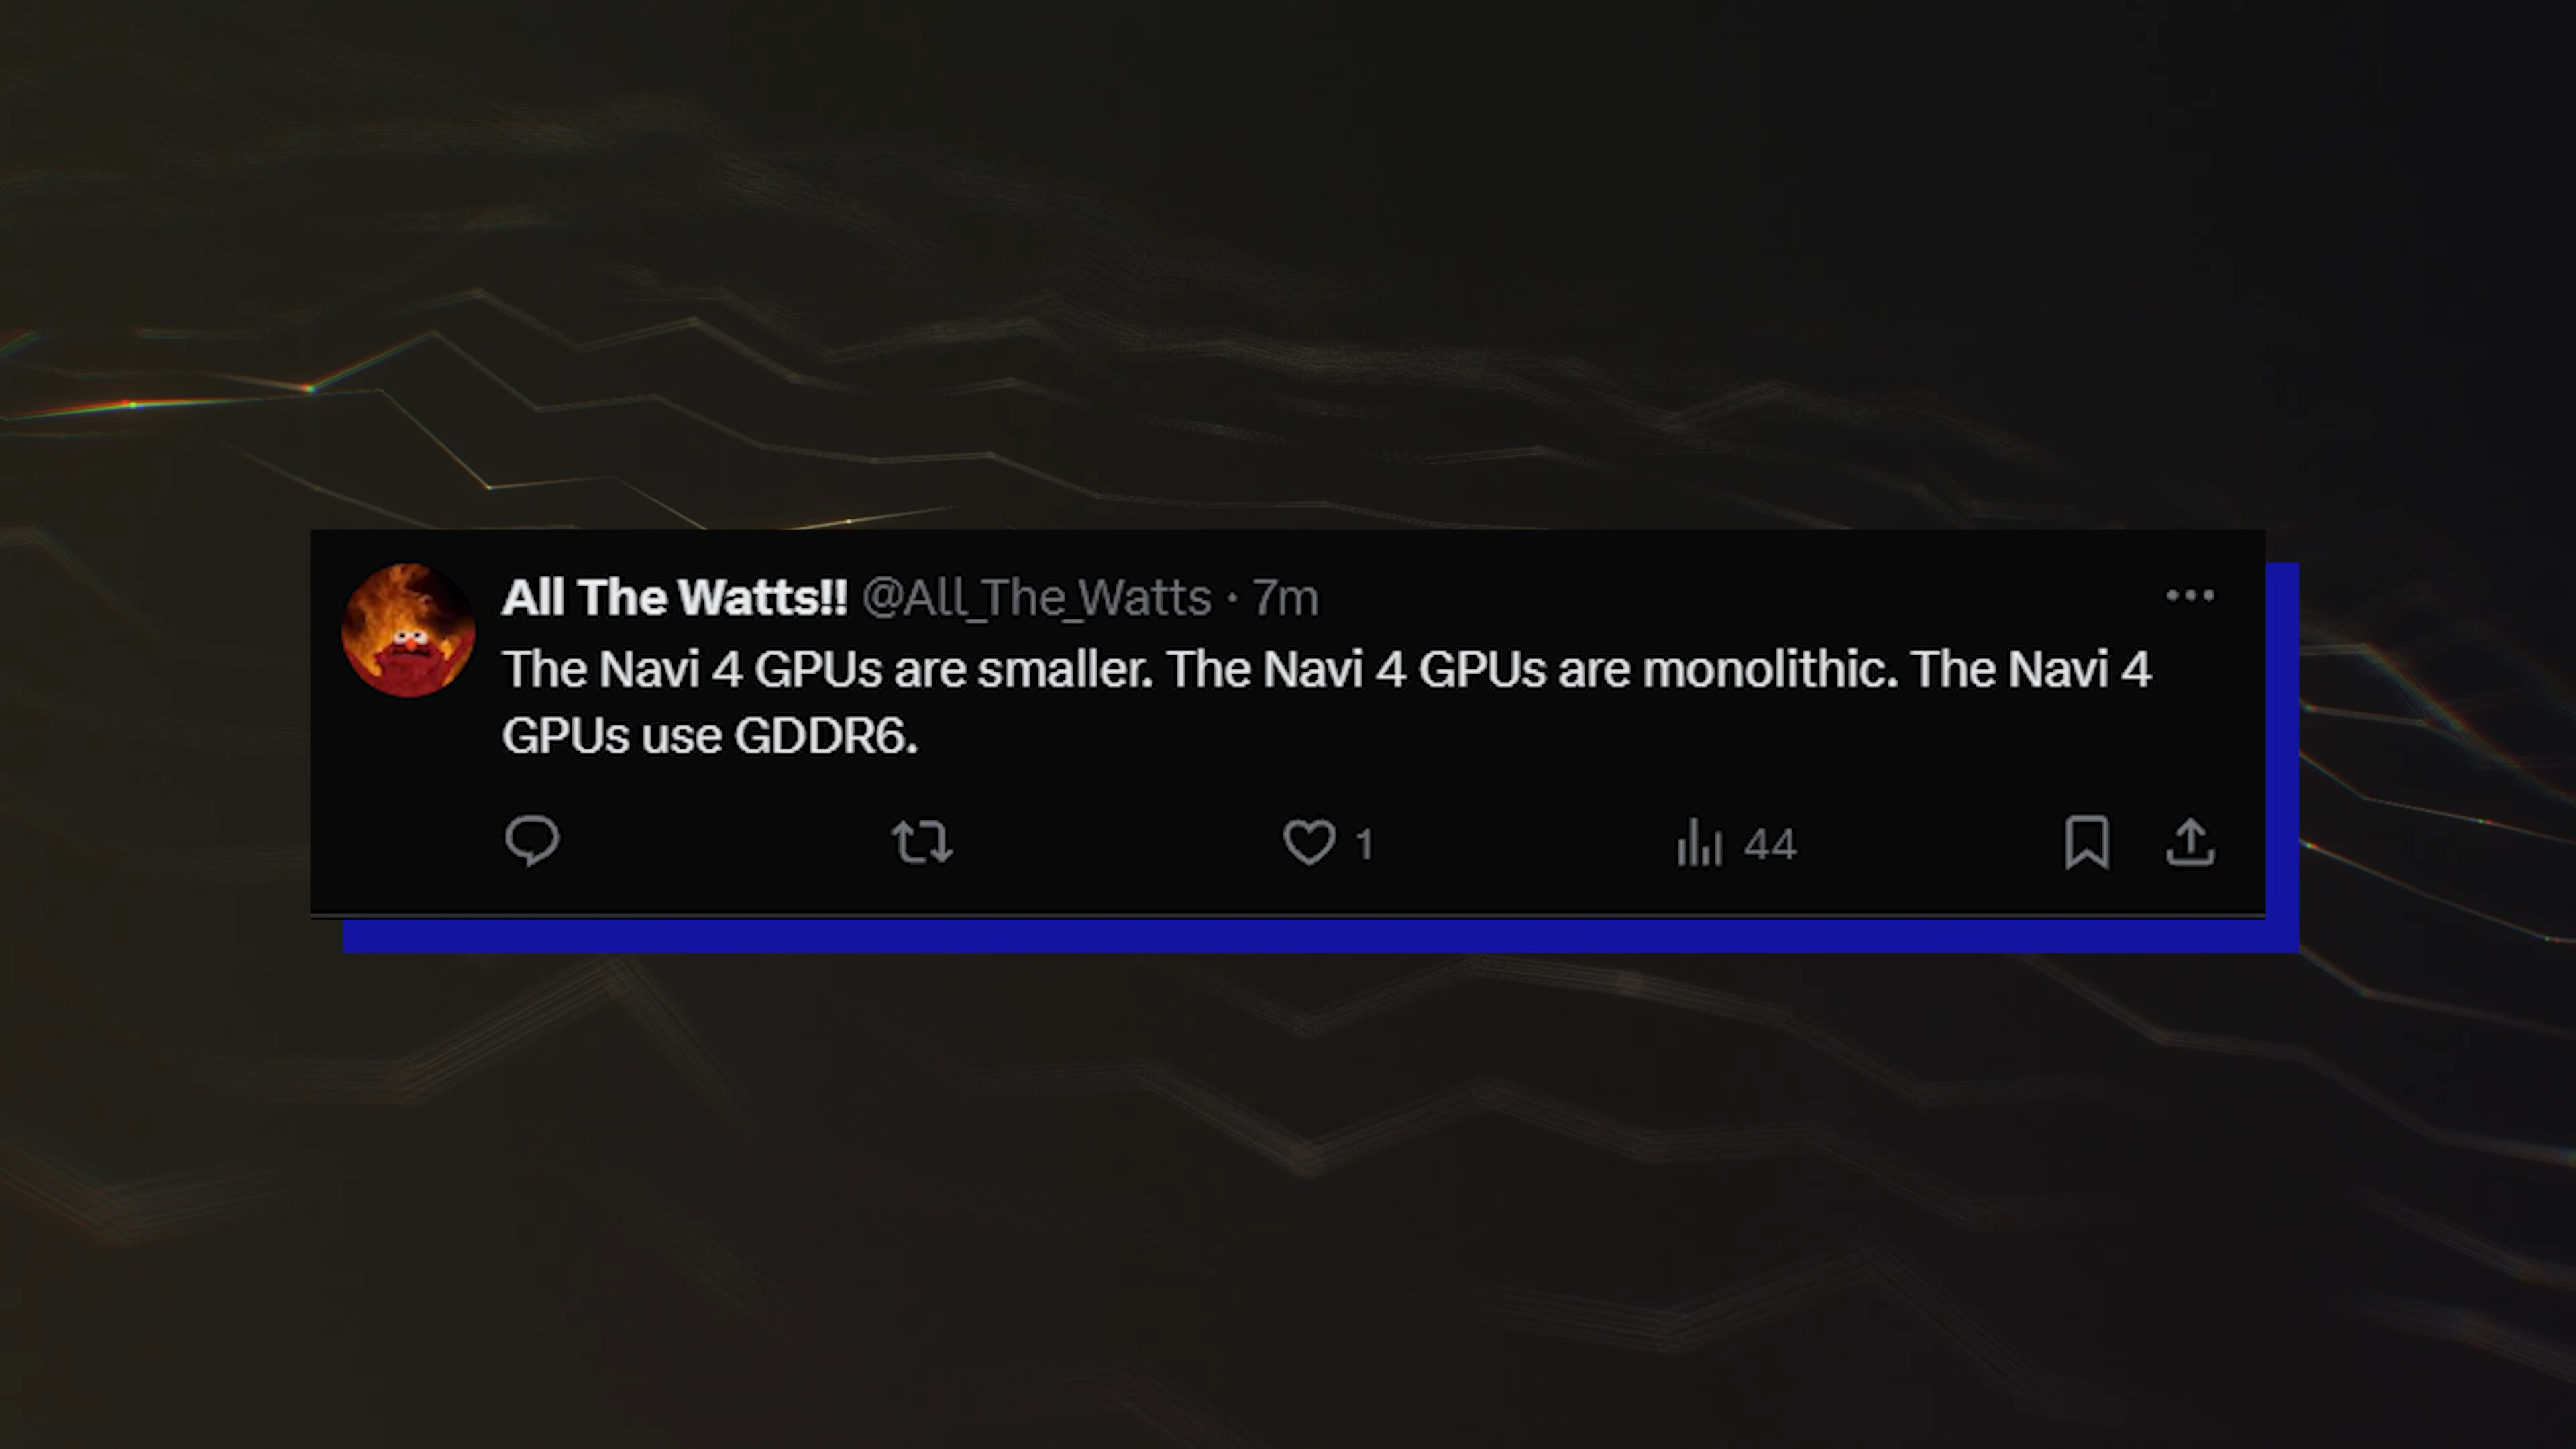 All The Watts!! @All_The_Watts · 7m
The Navi 4 GPUs are smaller. The Navi 4 GPUs are monolithic. The Navi 4
GPUs use GDDR6.
1 44